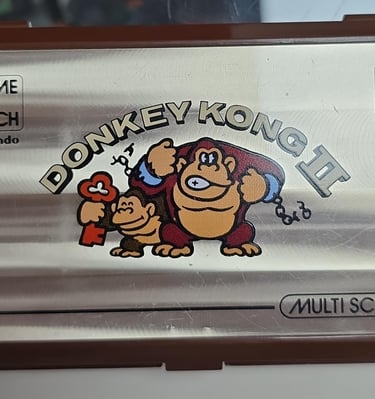 ME
CH
ndo
DONKEY KONG II
MULTI SC